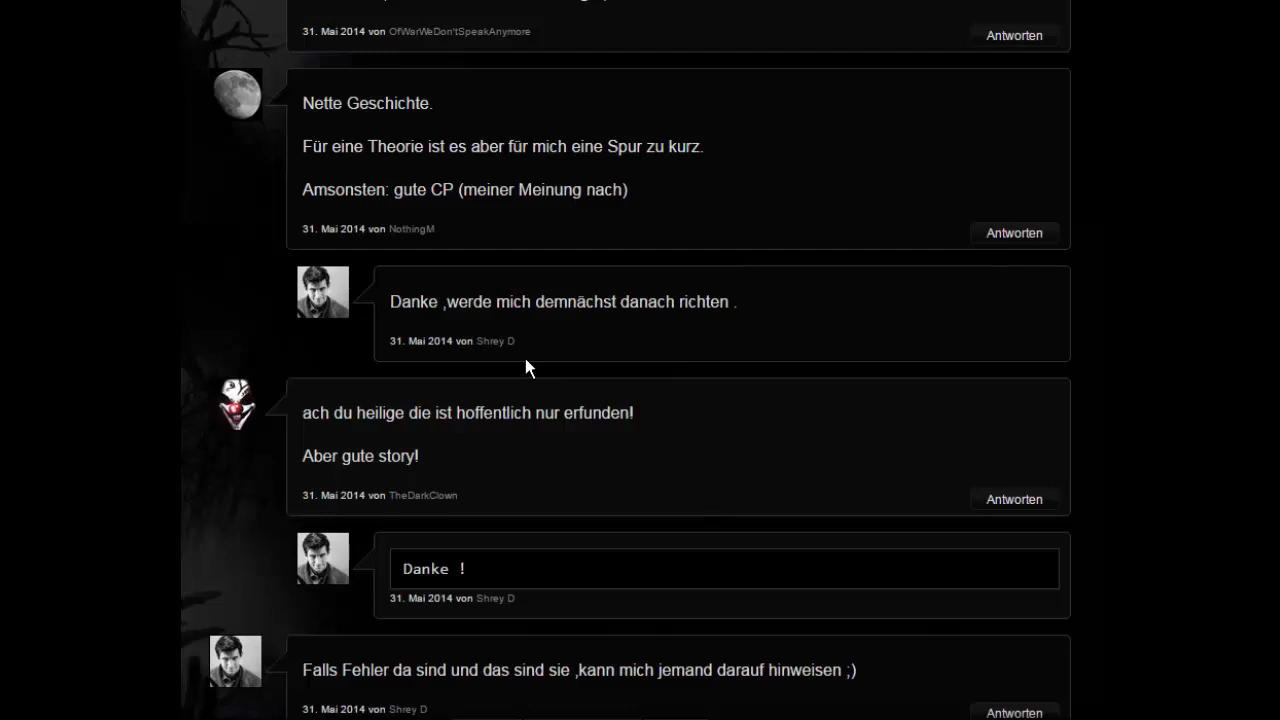 31. Mai 2014 von OfWarWeDon'tSpeakAnymore
Antworten
Nette Geschichte.
Für eine Theorie ist es aber für mich eine Spur zu kurz.
Amsonsten: gute CP (meiner Meinung nach)
31. Mai 2014 von NothingM
Antworten
Danke ,werde mich demnächst danach richten .
31. Mai 2014 von Shrey D
ach du heilige die ist hoffentlich nur erfunden!
Aber gute story!
31. Mai 2014 von TheDarkClown
Antworten
Danke !
31. Mai 2014 von Shrey D
Falls Fehler da sind und das sind sie ,kann mich jemand darauf hinweisen ;)
31. Mai 2014 von Shrey D
Antworten